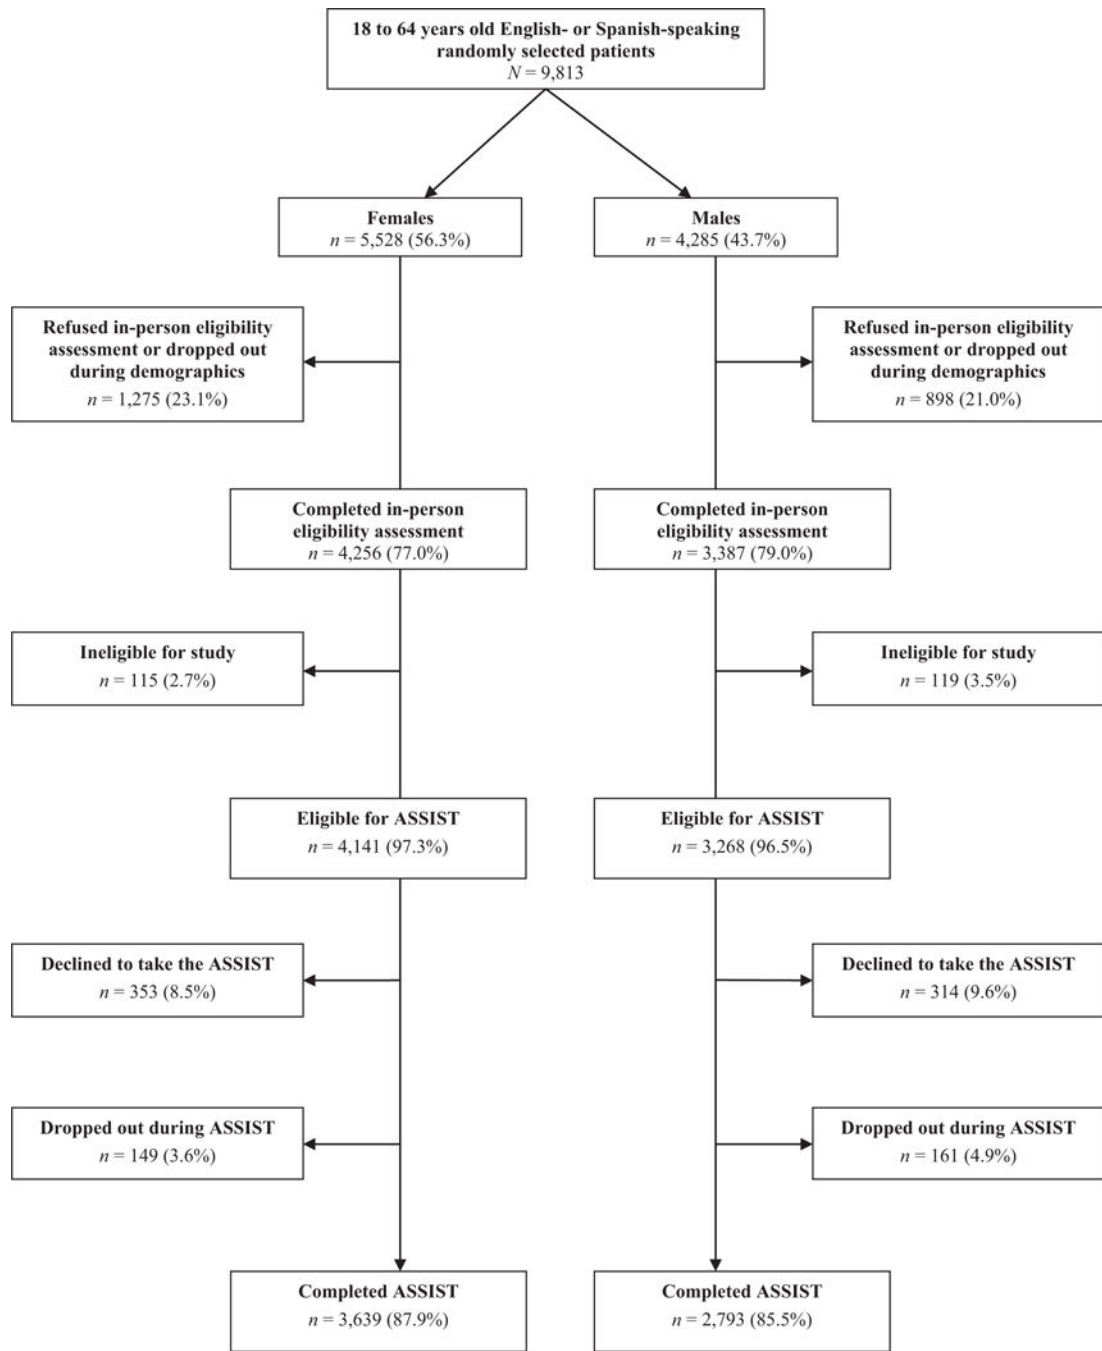 18 to 64 years old English- or Spanish-speaking
randomly selected patients
N = 9,813
Females
n = 5,528 (56.3%)
Males
n = 4,285 (43.7%)
Refused in-person eligibility
assessment or dropped out
during demographics
n = 1,275 (23.1%)
Refused in-person eligibility
assessment or dropped out
during demographics
n = 898 (21.0%)
Completed in-person
eligibility assessment
n = 4,256 (77.0%)
Completed in-person
eligibility assessment
n = 3,387 (79.0%)
Ineligible for study
n = 115 (2.7%)
Ineligible for study
n = 119 (3.5%)
Eligible for ASSIST
n = 4,141 (97.3%)
Eligible for ASSIST
n = 3,268 (96.5%)
Declined to take the ASSIST
n = 353 (8.5%)
Declined to take the ASSIST
n = 314 (9.6%)
Dropped out during ASSIST
n = 149 (3.6%)
Dropped out during ASSIST
n = 161 (4.9%)
Completed ASSIST
n = 3,639 (87.9%)
Completed ASSIST
n = 2,793 (85.5%)